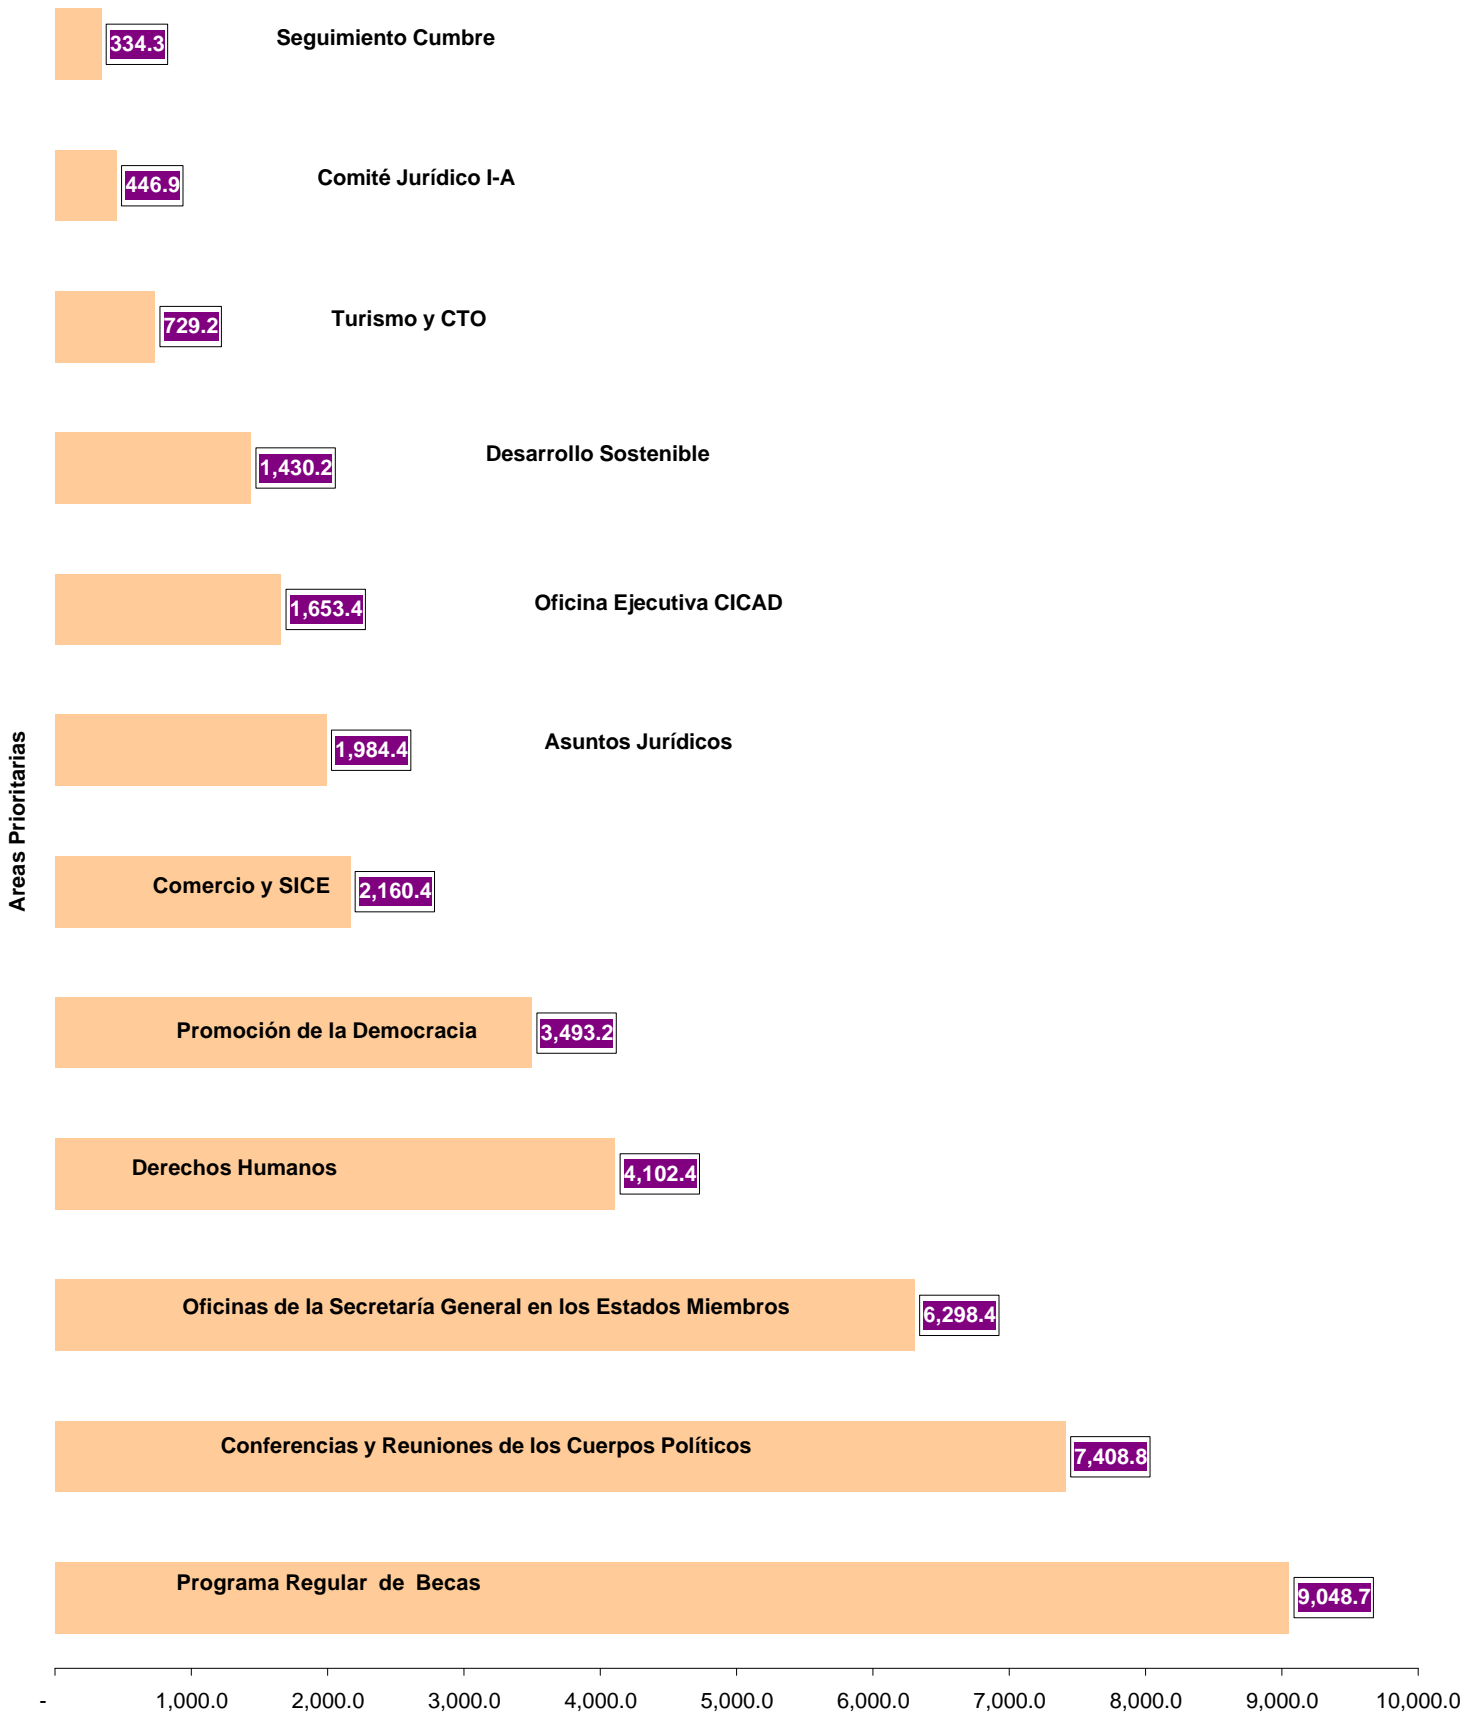 334.3
Seguimiento Cumbre
446.9
Comité Jurídico I-A
729.2
Turismo y CTO
1,430.2
Desarrollo Sostenible
1,653.4
Oficina Ejecutiva CICAD
1,984.4
Asuntos Jurídicos
Areas Prioritarias
Comercio y SICE
2,160.4
Promoción de la Democracia
3,493.2
Derechos Humanos
4,102.4
Oficinas de la Secretaría General en los Estados Miembros
6,298.4
Conferencias y Reuniones de los Cuerpos Políticos
7,408.8
Programa Regular  de  Becas
9,048.7
- 1,000.0 2,000.0 3,000.0 4,000.0 5,000.0 6,000.0 7,000.0 8,000.0 9,000.0 10,000.0